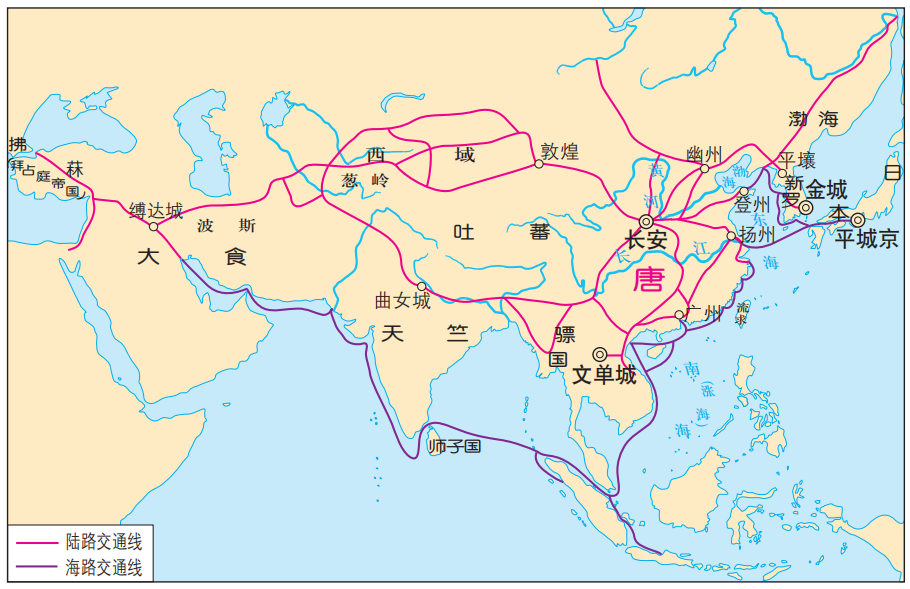 渤海
拂菻
(拜占庭帝国)
西域
敦煌
幽州
平壤
日本
葱岭
黄河
渤海
新罗
金城
登州
东海
平城京
缚达城
波斯
大食
吐蕃
长安
长江
扬州
唐
曲女城
广州
流求
天竺
骠国
文单城
南海
(涨海)
师子国
陆路交通线
海路交通线